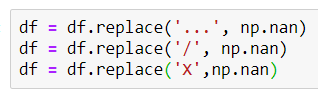 df = df.replace('...', np.nan)
df = df.replace('/', np.nan)
df = df.replace('X',np.nan)